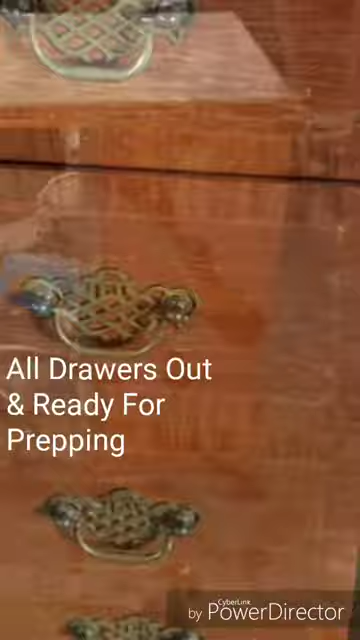 All Drawers Out
& Ready For
Prepping
CyberLink
by PowerDirector